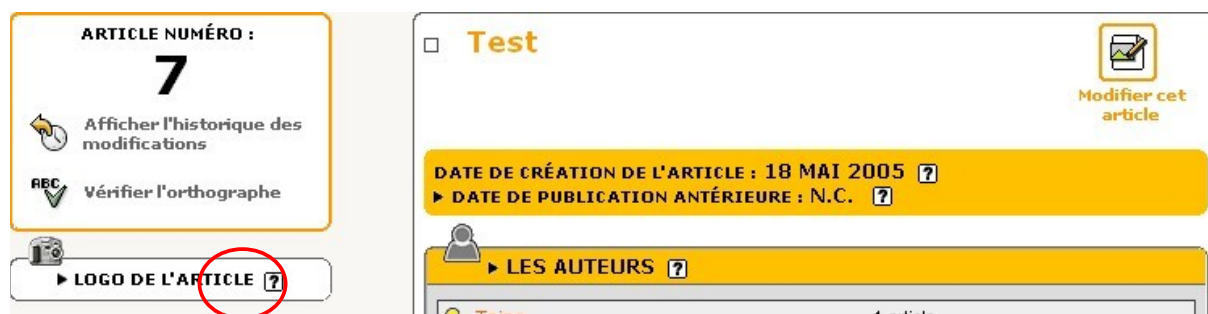 ARTICLE NUMÉRO :
7
Afficher l'historique des
modifications
ABC
Vérifier l'orthographe
LOGO DE L'ARTICLE ?
Test
Modifier cet
article
DATE DE CRÉATION DE L'ARTICLE : 18 MAI 2005 ?
DATE DE PUBLICATION ANTÉRIEURE : N.C. ?
LES AUTEURS ?